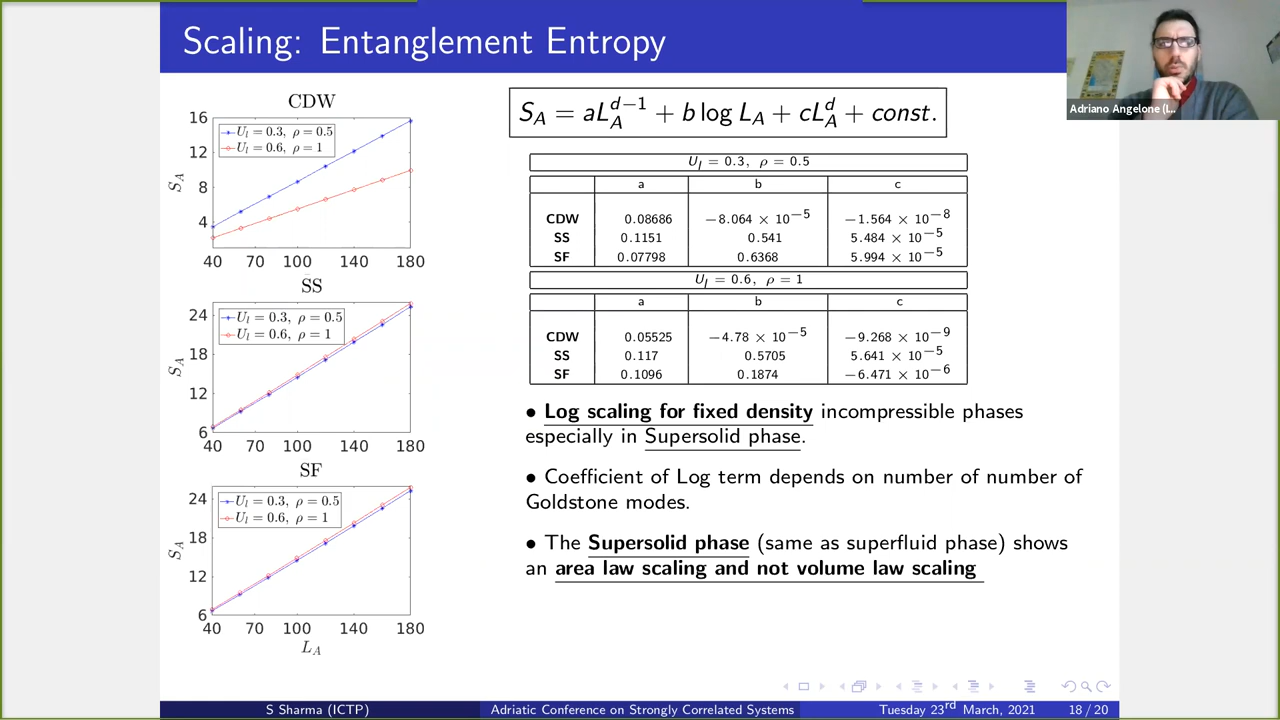 Scaling: Entanglement Entropy
Adriano Angelone (I...
CDW
16
12
8
4
S_A
U_l = 0.3, ρ = 0.5
U_l = 0.6, ρ = 1
40 70 100 140 180
SS
24
18
12
6
S_A
U_l = 0.3, ρ = 0.5
U_l = 0.6, ρ = 1
40 70 100 140 180
SF
24
18
12
6
S_A
U_l = 0.3, ρ = 0.5
U_l = 0.6, ρ = 1
40 70 100 140 180
L_A
S_A = aL_A^{d−1} + b log L_A + cL_A^d + const.
U_l = 0.3, ρ = 0.5
a b c
CDW 0.08686 −8.064 × 10^{−5} −1.564 × 10^{−8}
SS 0.1151 0.541 5.484 × 10^{−5}
SF 0.07798 0.6368 5.994 × 10^{−5}
U_l = 0.6, ρ = 1
a b c
CDW 0.05525 −4.78 × 10^{−5} −9.268 × 10^{−9}
SS 0.117 0.5705 5.641 × 10^{−5}
SF 0.1096 0.1874 −6.471 × 10^{−6}
• Log scaling for fixed density incompressible phases
especially in Supersolid phase.
• Coefficient of Log term depends on number of number of
Goldstone modes.
• The Supersolid phase (same as superfluid phase) shows
an area law scaling and not volume law scaling
S Sharma (ICTP) Adriatic Conference on Strongly Correlated Systems Tuesday 23rd March, 2021 18 / 20